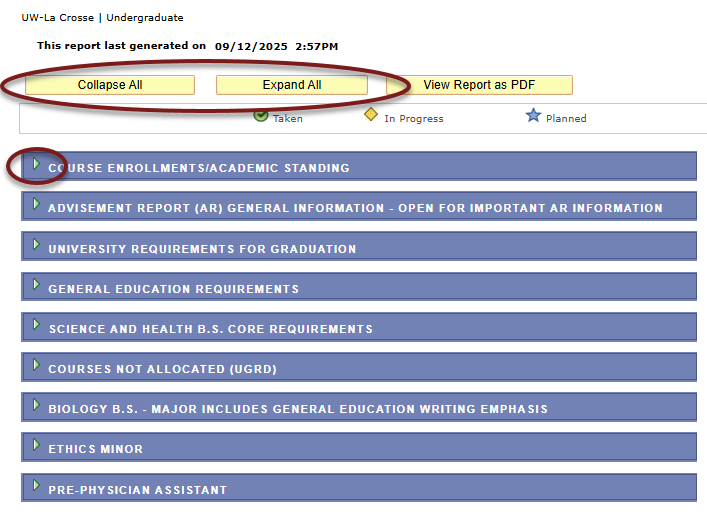 UW-La Crosse | Undergraduate
This report last generated on 09/12/2025 2:57PM
Collapse All Expand All View Report as PDF
Taken In Progress Planned
COURSE ENROLLMENTS/ACADEMIC STANDING
ADVISEMENT REPORT (AR) GENERAL INFORMATION - OPEN FOR IMPORTANT AR INFORMATION
UNIVERSITY REQUIREMENTS FOR GRADUATION
GENERAL EDUCATION REQUIREMENTS
SCIENCE AND HEALTH B.S. CORE REQUIREMENTS
COURSES NOT ALLOCATED (UGRD)
BIOLOGY B.S. - MAJOR INCLUDES GENERAL EDUCATION WRITING EMPHASIS
ETHICS MINOR
PRE-PHYSICIAN ASSISTANT